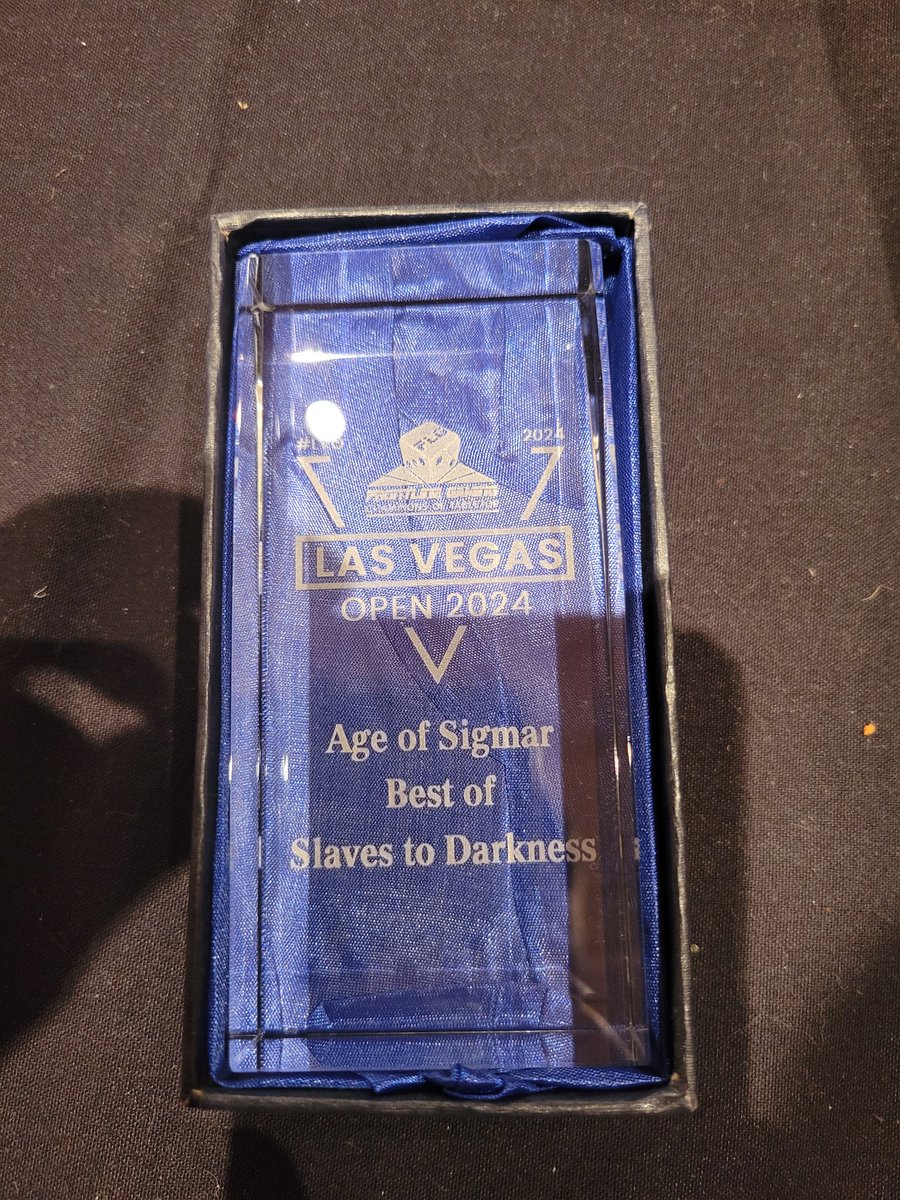 2024
LAS VEGAS
OPEN 2024
Age of Sigmar
Best of
Slaves to Darkness